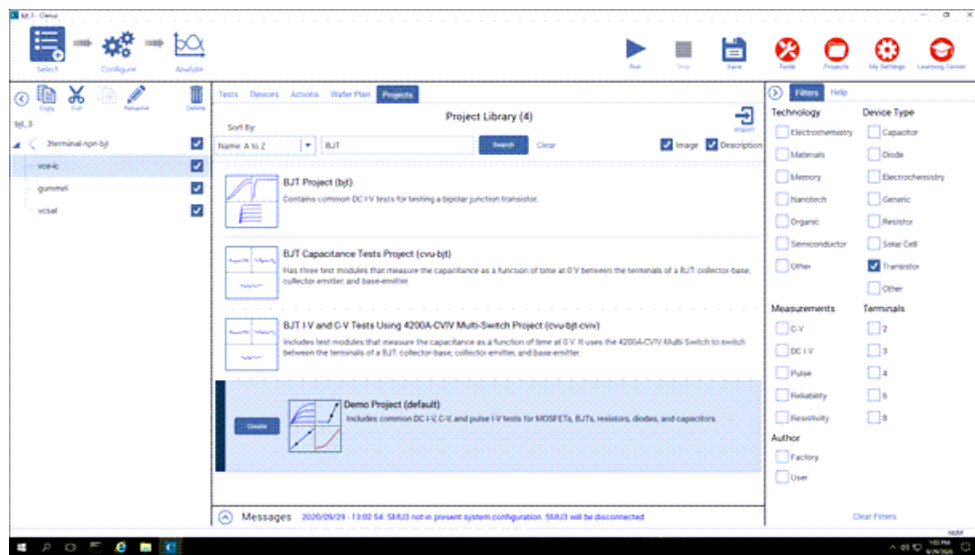 bjt_3 - Clarius
Select
Configure
Analyze
Run
Stop
Save
Tools
Projects
My Settings
Learning Center
Copy
Cut
Rename
Delete
bjt_3
3terminal-npn-bjt
vce-ic
gummel
vcsat
Tests Devices Actions Wafer Plan Projects
Project Library (4)
Import
Sort By:
Name: A to Z
BJT
Search
Clear
Image
Description
BJT Project (bjt)
Contains common DC I-V tests for testing a bipolar junction transistor.
BJT Capacitance Tests Project (cvu-bjt)
Has three test modules that measure the capacitance as a function of time at 0 V between the terminals of a BJT: collector-base,
collector-emitter, and base-emitter.
BJT I-V and C-V Tests Using 4200A-CVIV Multi-Switch Project (cvu-bjt-cviv)
Includes test modules that measure the capacitance as a function of time at 0 V. It uses the 4200A-CVIV Multi-Switch to switch
between the terminals of a BJT: collector-base, collector-emitter, and base-emitter.
Create
Demo Project (default)
Includes common DC I-V, C-V, and pulse I-V tests for MOSFETs, BJTs, resistors, diodes, and capacitors.
Messages 2020/09/29 - 13:02:54: SMU3 not in present system configuration. SMU3 will be disconnected
Filters Help
Technology
Electrochemistry
Materials
Memory
Nanotech
Organic
Semiconductor
Other
Device Type
Capacitor
Diode
Electrochemistry
Generic
Resistor
Solar Cell
Transistor
Other
Measurements
C-V
DC I-V
Pulse
Reliability
Resistivity
Terminals
2
3
4
6
8
Author
Factory
User
Clear Filters
NUM
1:03 PM
9/29/2020